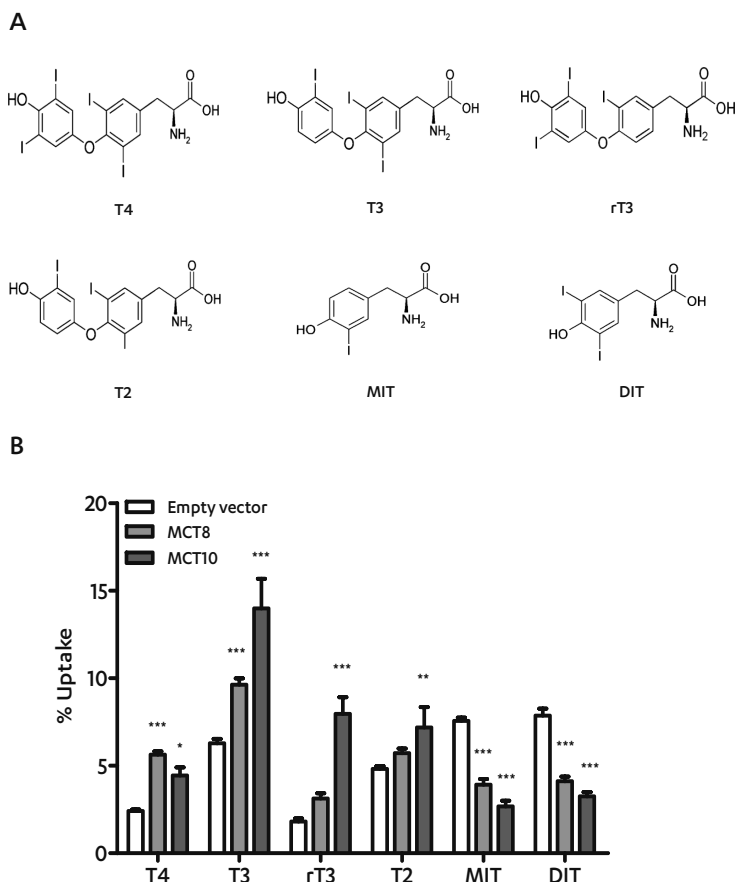 A
HO I I O OH NH2 I O I
T4
HO I I O OH NH2 O I
T3
HO I I O OH NH2 I O
rT3
HO I I O OH NH2 O
T2
O OH NH2 HO I
MIT
I O OH NH2 HO I
DIT
B
% Uptake
20
15
10
5
0
Empty vector
MCT8
MCT10
***
*
***
***
***
**
***
***
***
***
T4 T3 rT3 T2 MIT DIT